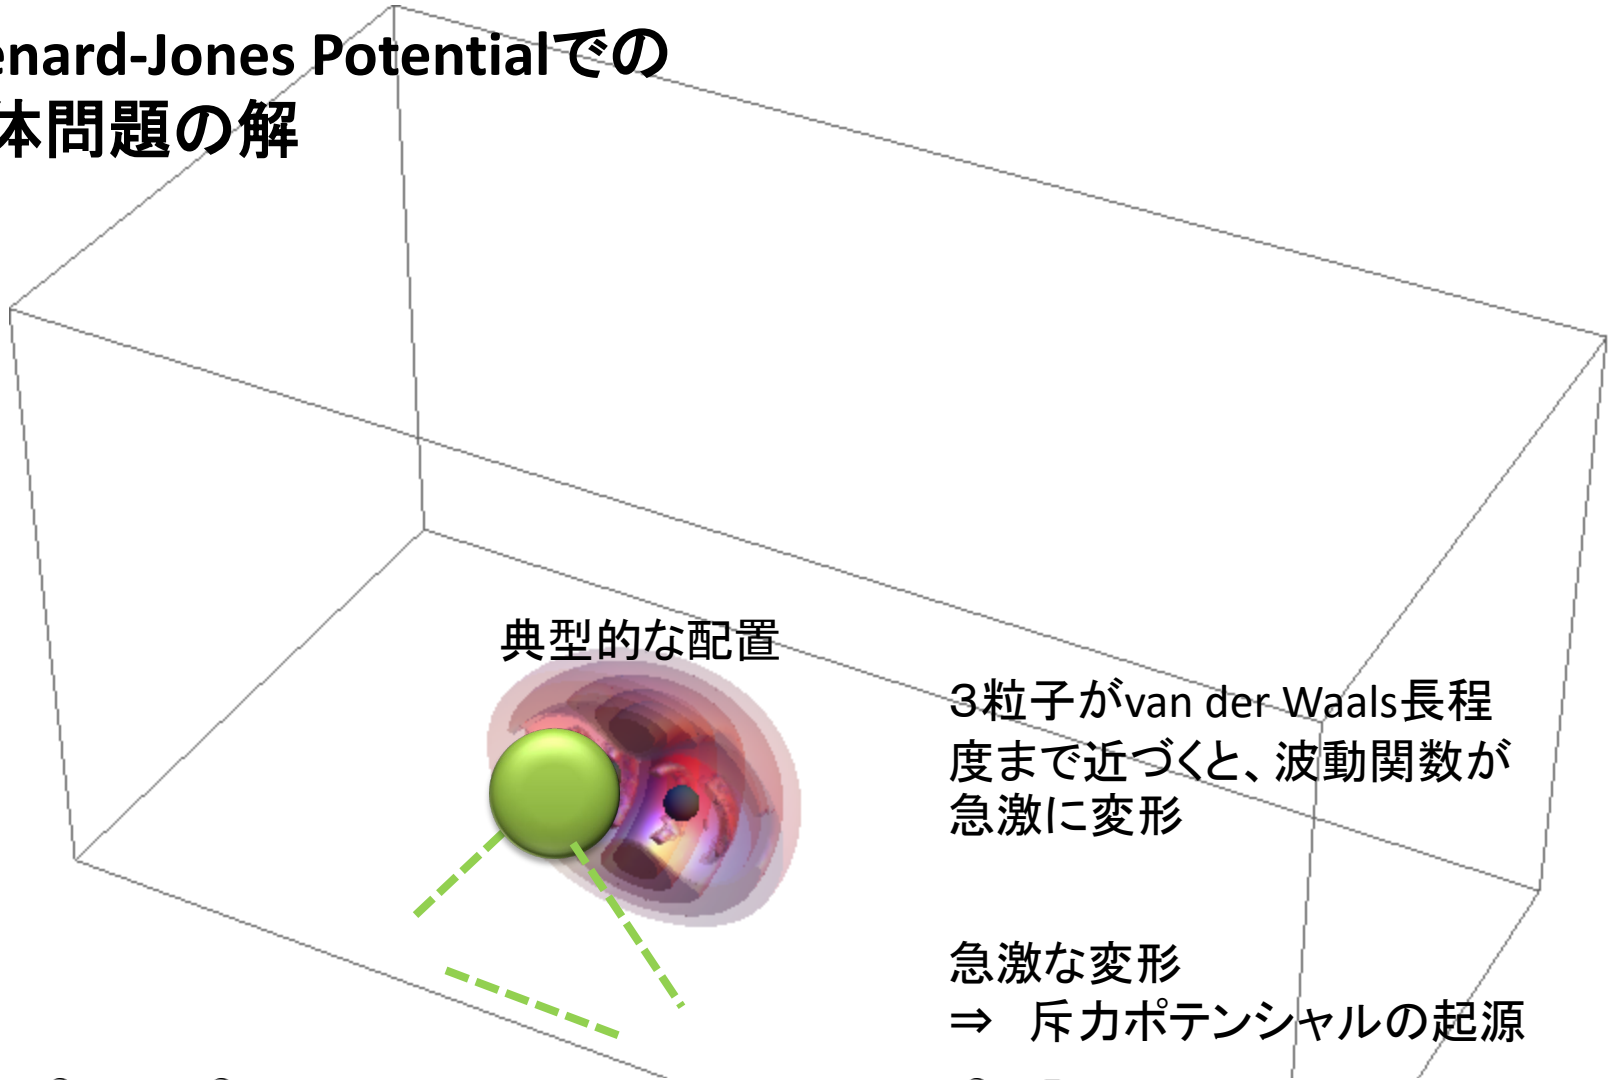 enard-Jones Potentialでの
体問題の解
典型的な配置
３粒子がvan der Waals長程
度まで近づくと、波動関数が
急激に変形
急激な変形
⇒　斥力ポテンシャルの起源